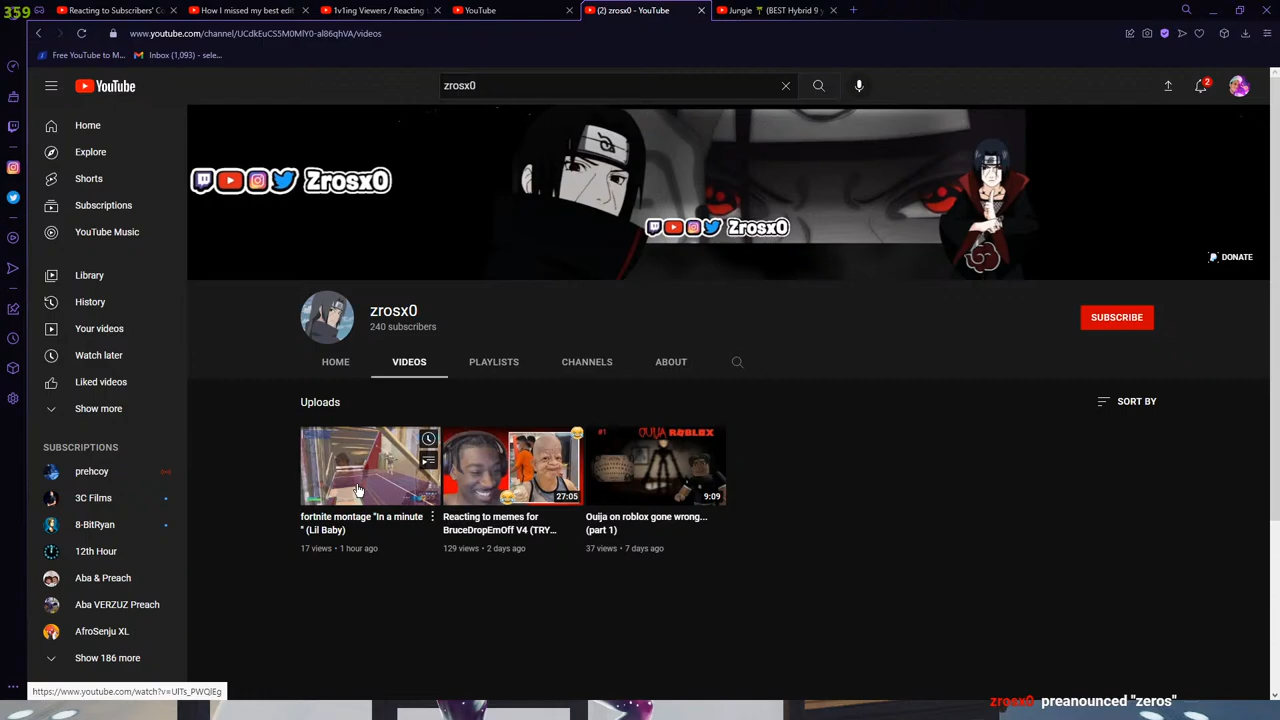 359
Reacting to Subscribers' Co
How I missed my best edit
1v1ing Viewers / Reacting t
YouTube
(2) zrosx0 - YouTube
Jungle 🌴 (BEST Hybrid 9 y
www.youtube.com/channel/UCdkEuCS5M0MlY0-al86qhVA/videos
Free YouTube to M...
Inbox (1,093) - sele...
YouTube
zrosx0
2
Home
Explore
Shorts
Subscriptions
YouTube Music
Library
History
Your videos
Watch later
Liked videos
Show more
SUBSCRIPTIONS
prehcoy
3C Films
8-BitRyan
12th Hour
Aba & Preach
Aba VERZUZ Preach
AfroSenju XL
Show 186 more
Zrosx0
Zrosx0
DONATE
zrosx0
240 subscribers
SUBSCRIBE
HOME
VIDEOS
PLAYLISTS
CHANNELS
ABOUT
Uploads
SORT BY
27:05
#1
OUIJA ROBLOX
9:09
fortnite montage "In a minute
" (Lil Baby)
17 views • 1 hour ago
Reacting to memes for
BruceDropEmOff V4 (TRY...
129 views • 2 days ago
Ouija on roblox gone wrong...
(part 1)
37 views • 7 days ago
https://www.youtube.com/watch?v=UlTs_PWQlEg
zrosx0 preanounced "zeros"